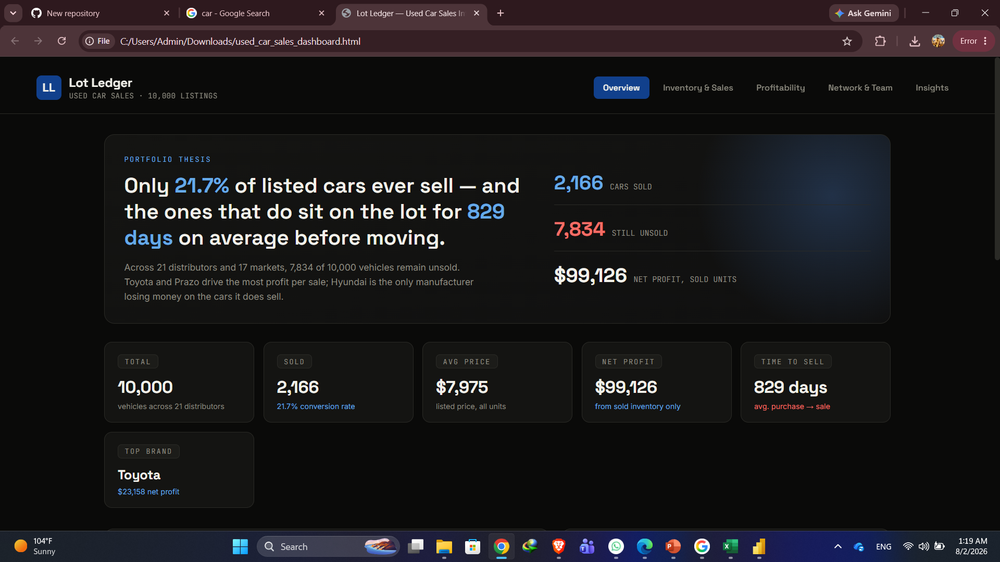 New repository
car - Google Search
Lot Ledger — Used Car Sales In
Ask Gemini
File
C:/Users/Admin/Downloads/used_car_sales_dashboard.html
Error
LL
Lot Ledger
USED CAR SALES · 10,000 LISTINGS
Overview
Inventory & Sales
Profitability
Network & Team
Insights
PORTFOLIO THESIS
Only 21.7% of listed cars ever sell — and
the ones that do sit on the lot for 829
days on average before moving.
Across 21 distributors and 17 markets, 7,834 of 10,000 vehicles remain unsold.
Toyota and Prazo drive the most profit per sale; Hyundai is the only manufacturer
losing money on the cars it does sell.
2,166 CARS SOLD
7,834 STILL UNSOLD
$99,126 NET PROFIT, SOLD UNITS
TOTAL
10,000
vehicles across 21 distributors
SOLD
2,166
21.7% conversion rate
AVG PRICE
$7,975
listed price, all units
NET PROFIT
$99,126
from sold inventory only
TIME TO SELL
829 days
avg. purchase → sale
TOP BRAND
Toyota
$23,158 net profit
104°F
Sunny
Search
ENG
1:19 AM
8/2/2026